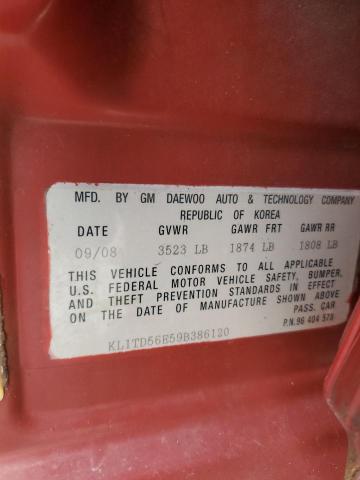 MFD. BY GM DAEWOO AUTO & TECHNOLOGY COMPANY
REPUBLIC OF KOREA
DATE GVWR GAWR FRT GAWR RR
09/08 3523 LB 1874 LB 1808 LB
THIS VEHICLE CONFORMS TO ALL APPLICABLE
U.S. FEDERAL MOTOR VEHICLE SAFETY, BUMPER,
AND THEFT PREVENTION STANDARDS IN EFFECT
ON THE DATE OF MANUFACTURE SHOWN ABOVE
PASS. CAR
P.N.96 404 578
KL1TD56E59B386120